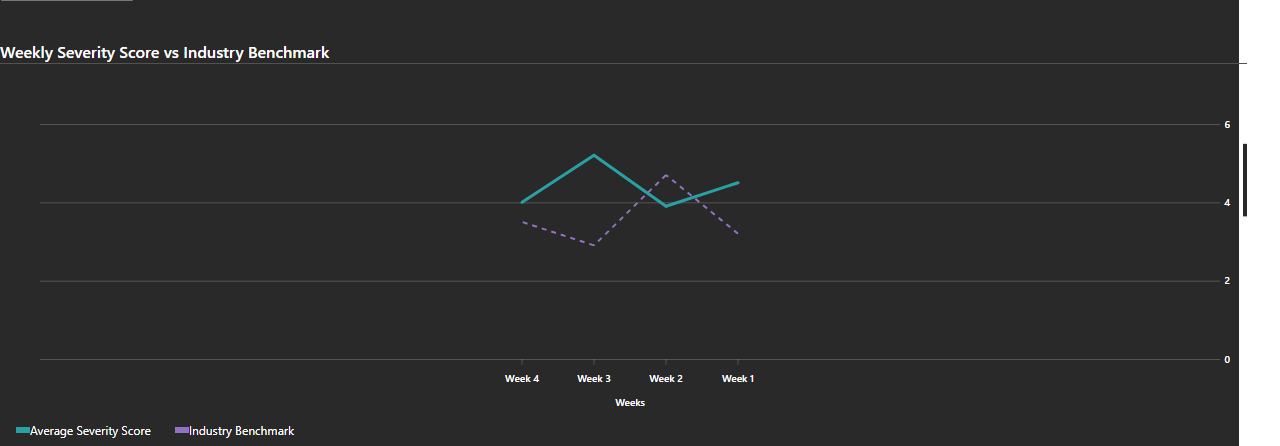 Weekly Severity Score vs Industry Benchmark
6
4
2
0
Week 4 Week 3 Week 2 Week 1
Weeks
Average Severity Score Industry Benchmark